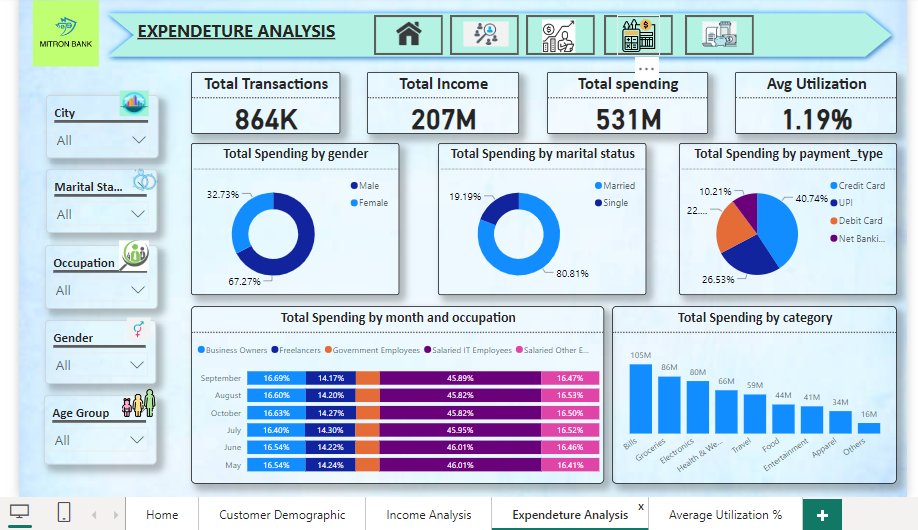 MITRON BANK
EXPENDETURE ANALYSIS
Total Transactions
864K
Total Income
207M
Total spending
531M
Avg Utilization
1.19%
City
All
Marital Sta...
All
Occupation
All
Gender
All
Age Group
All
Total Spending by gender
32.73%
67.27%
Male
Female
Total Spending by marital status
19.19%
80.81%
Married
Single
Total Spending by payment_type
10.21%
22....
26.53%
40.74%
Credit Card
UPI
Debit Card
Net Banki...
Total Spending by month and occupation
Business Owners Freelancers Government Employees Salaried IT Employees Salaried Other E...
September 16.69% 14.17% 45.89% 16.47%
August 16.60% 14.20% 45.82% 16.53%
October 16.63% 14.27% 45.82% 16.50%
July 16.40% 14.30% 45.95% 16.52%
June 16.54% 14.22% 46.01% 16.46%
May 16.54% 14.24% 46.01% 16.41%
Total Spending by category
105M 86M 80M 66M 59M 44M 41M 34M 16M
Bills Groceries Electronics Health & We... Travel Food Entertainment Apparel Others
Home Customer Demographic Income Analysis Expendeture Analysis x Average Utilization % +